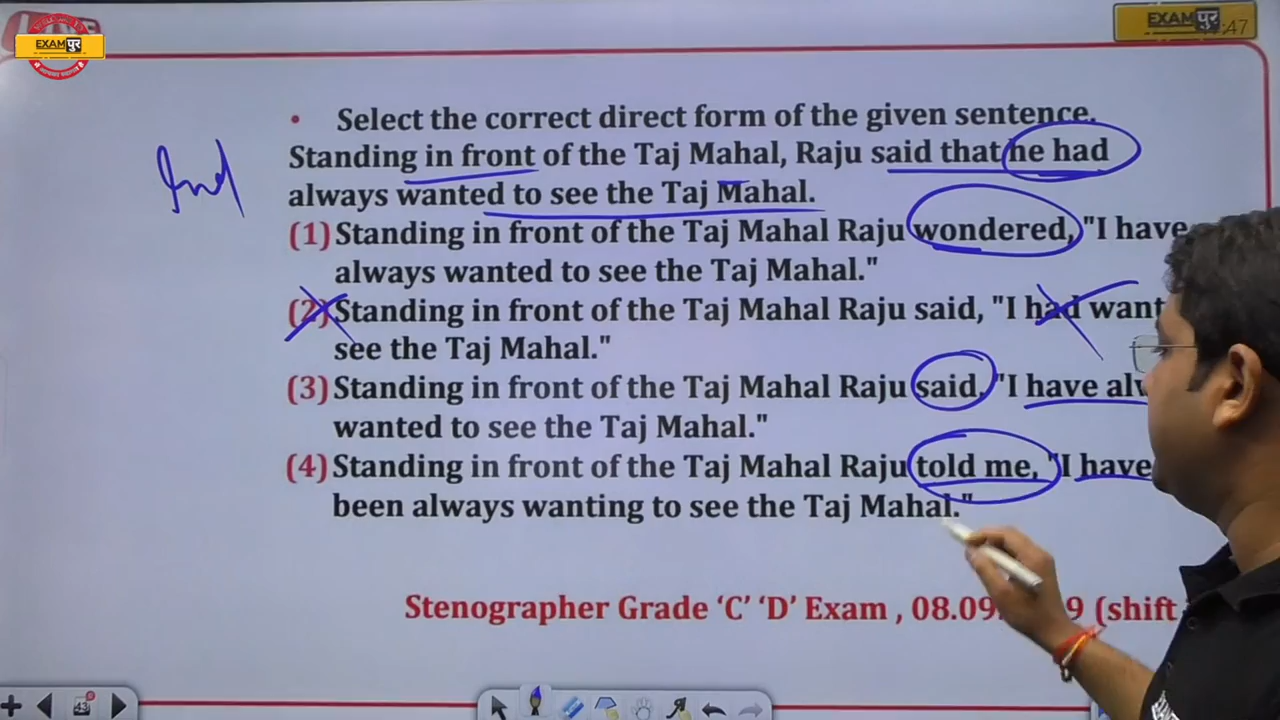 EXAMपुर
EXAMपुर
:47
Ind
• Select the correct direct form of the given sentence.
Standing in front of the Taj Mahal, Raju said that he had
always wanted to see the Taj Mahal.
(1) Standing in front of the Taj Mahal Raju wondered, "I have
always wanted to see the Taj Mahal."
(2) Standing in front of the Taj Mahal Raju said, "I had want
see the Taj Mahal."
(3) Standing in front of the Taj Mahal Raju said, "I have
wanted to see the Taj Mahal."
(4) Standing in front of the Taj Mahal Raju told me, "I have
been always wanting to see the Taj Mahal."
Stenographer Grade 'C' 'D' Exam , 08.09 9 (shift
43